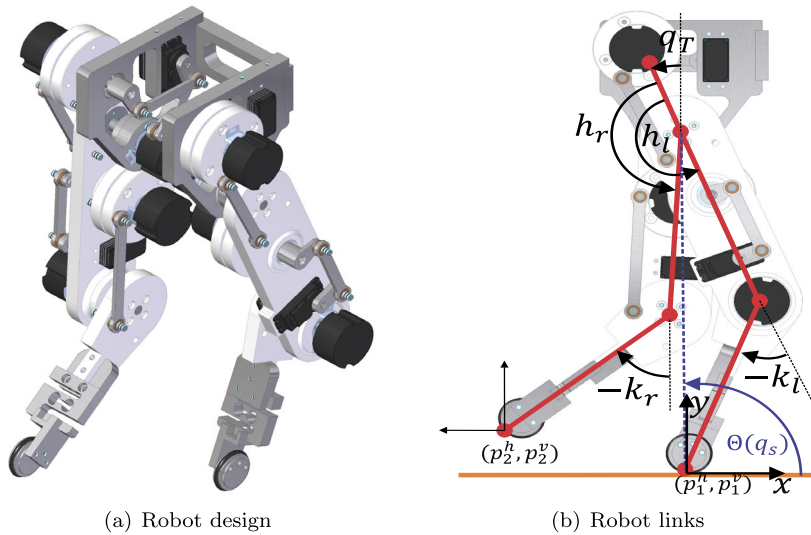 q_T
h_r
h_l
−k_r
−k_l
y
Θ(q_s)
(p_2^h, p_2^v)
(p_1^h, p_1^v)
x
(a) Robot design
(b) Robot links